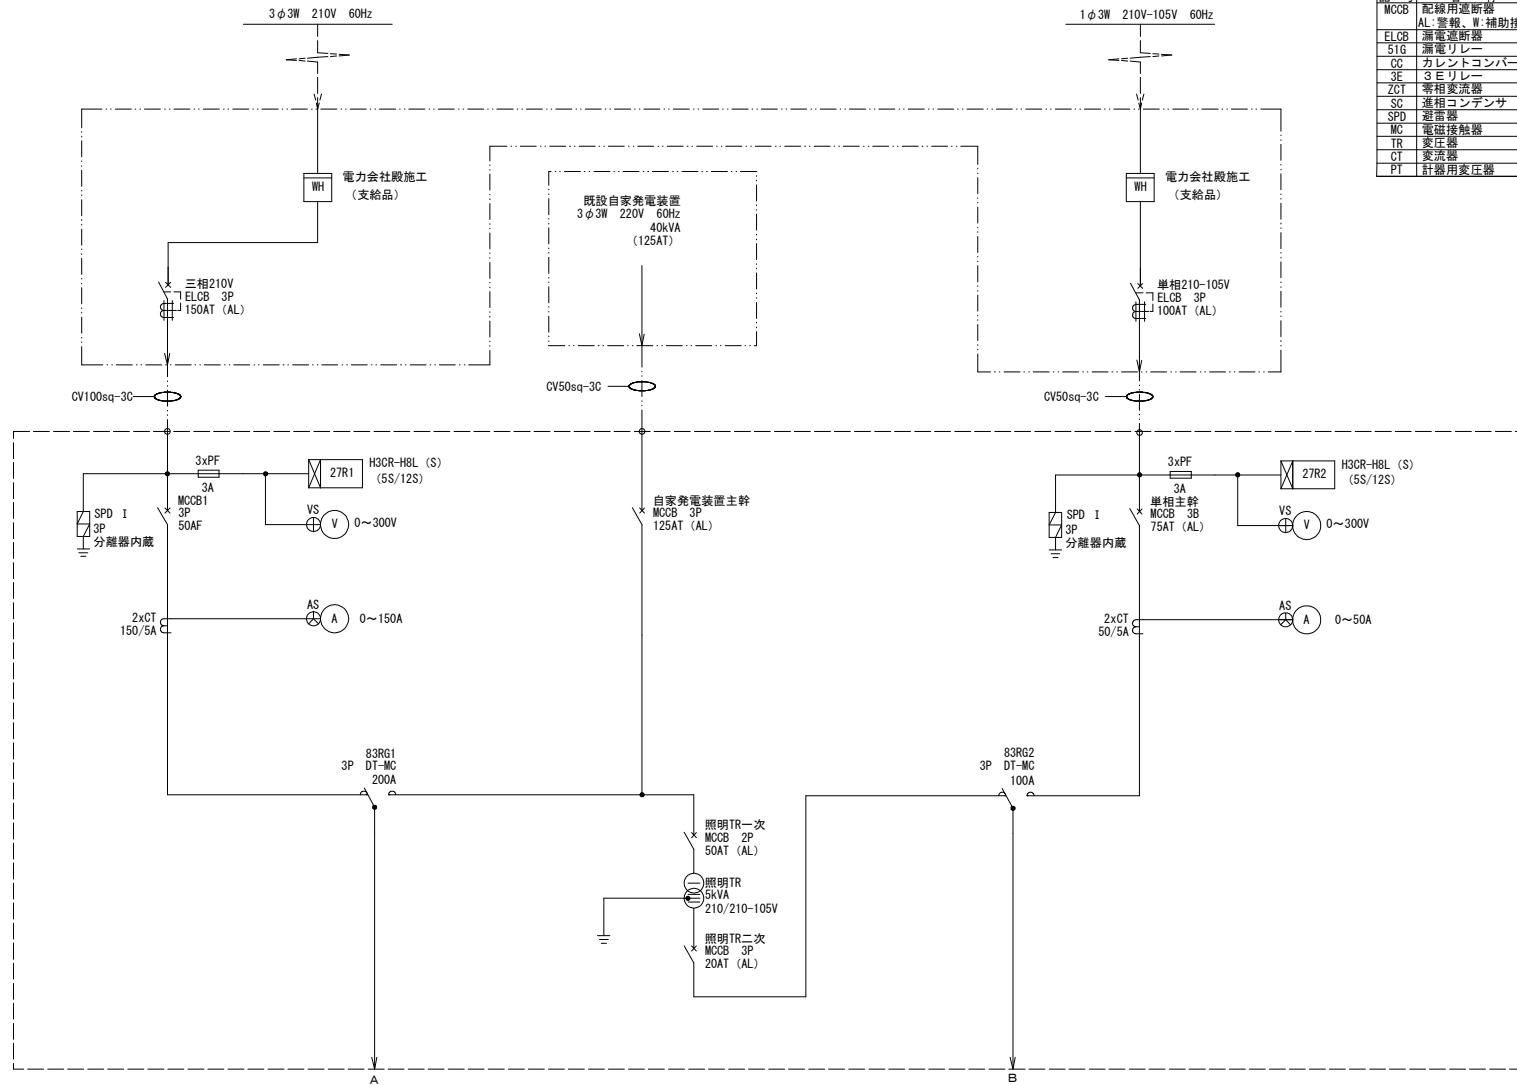 3φ3W 210V 60Hz
1φ3W 210V-105V 60Hz
MCCB 配線用遮断器
AL:警報、W:補助接
ELCB 漏電遮断器
51G 漏電リレー
CC カレントコンバー
3E 3Eリレー
ZCT 零相変流器
SC 進相コンデンサ
SPD 避雷器
MC 電磁接触器
TR 変圧器
CT 変流器
PT 計器用変圧器
WH
電力会社殿施工
(支給品)
既設自家発電装置
3φ3W 220V 60Hz
40kVA
(125AT)
WH
電力会社殿施工
(支給品)
三相210V
ELCB 3P
150AT (AL)
単相210-105V
ELCB 3P
100AT (AL)
CV100sq-3C
CV50sq-3C
CV50sq-3C
3xPF
3A
27R1
H3CR-H8L (S)
(5S/12S)
MCCB1
3P
50AF
SPD I
3P
分離器内蔵
VS
V
0~300V
自家発電装置主幹
MCCB 3P
125AT (AL)
3xPF
3A
27R2
H3CR-H8L (S)
(5S/12S)
単相主幹
MCCB 3B
75AT (AL)
SPD I
3P
分離器内蔵
VS
V
0~300V
2xCT
150/5A
AS
A
0~150A
2xCT
50/5A
AS
A
0~50A
83RG1
3P DT-MC
200A
83RG2
3P DT-MC
100A
照明TR一次
MCCB 2P
50AT (AL)
照明TR
5kVA
210/210-105V
照明TR二次
MCCB 3P
20AT (AL)
A
B